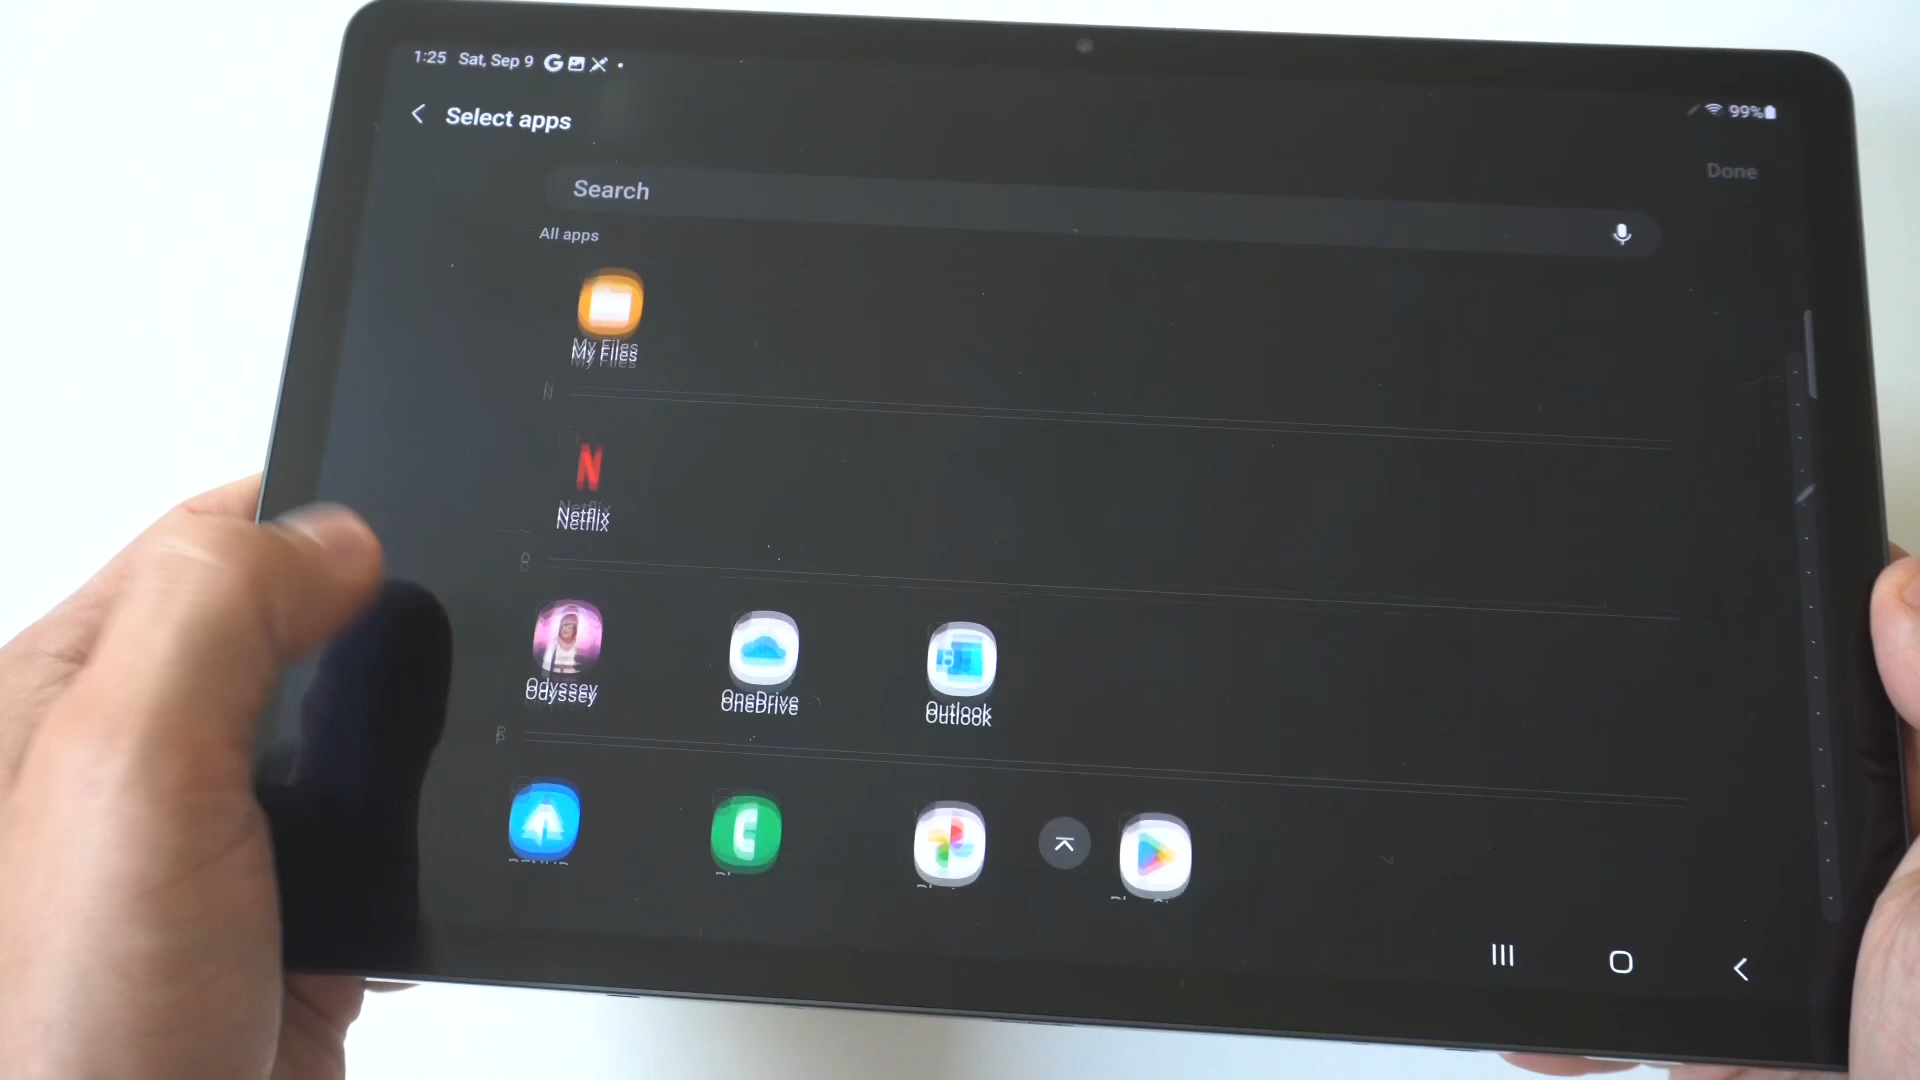 1:25 Sat, Sep 9
99%
Select apps
Done
Search
All apps
My Files
N
Netflix
O
Odyssey
OneDrive
Outlook
P